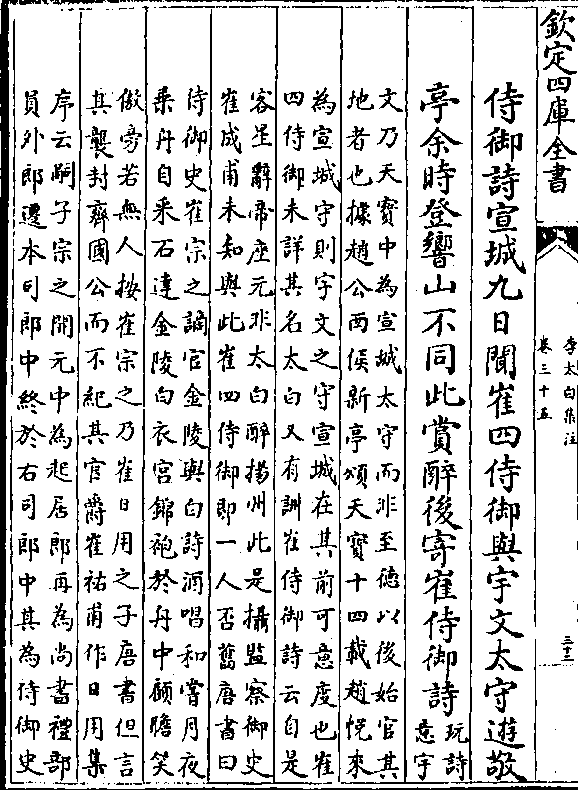 欽定四庫全書
李太白集注
卷三十五
三十三
侍御詩宣城九日聞崔四侍御與宇文太守遊敬
亭余時登響山不同此賞醉後寄崔侍御詩
玩詩
意宇
文乃天寶中為宣城太守而非至德以後始官其
地者也據趙公西侯新亭頌天寶十四載趙悅來
為宣城守則宇文之守宣城在其前可意度也崔
四侍御未詳其名太白又有詶崔侍御詩云自是
客星辭帝座元非太白醉揚州此是攝監察御史
崔成甫未知與此崔四侍御即一人否舊唐書曰
侍御史崔宗之謫官金陵與白詩酒唱和嘗月夜
乗舟自采石達金陵白衣宫錦袍於舟中顧瞻笑
傲旁若無人按崔宗之乃崔日用之子唐書但言
其襲封齊國公而不紀其官爵崔祐甫作日用集
序云嗣子宗之開元中為起居郎再為尚書禮部
員外郎遷本司郎中終於右司郎中其為侍御史